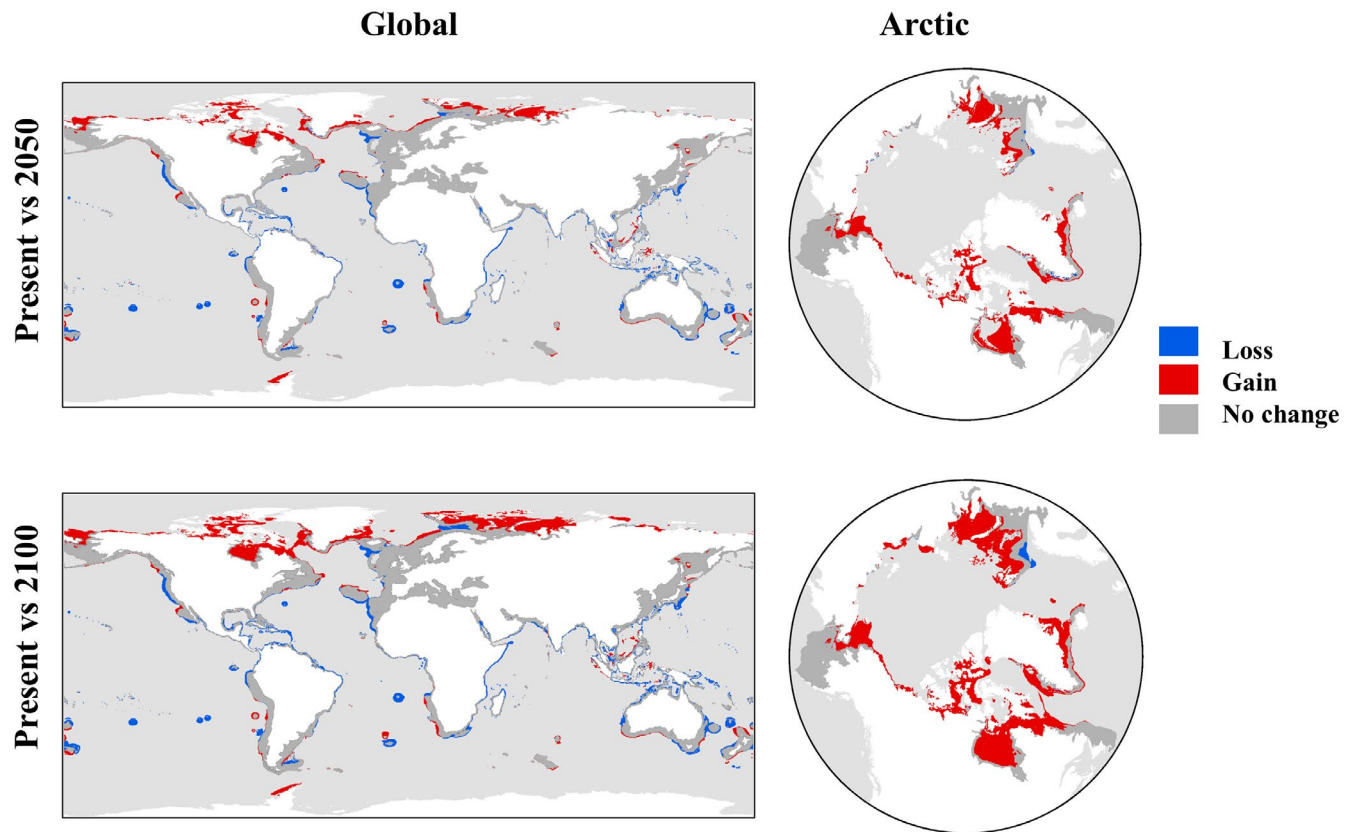 Global
Arctic
Present vs 2050
Loss
Gain
No change
Present vs 2100